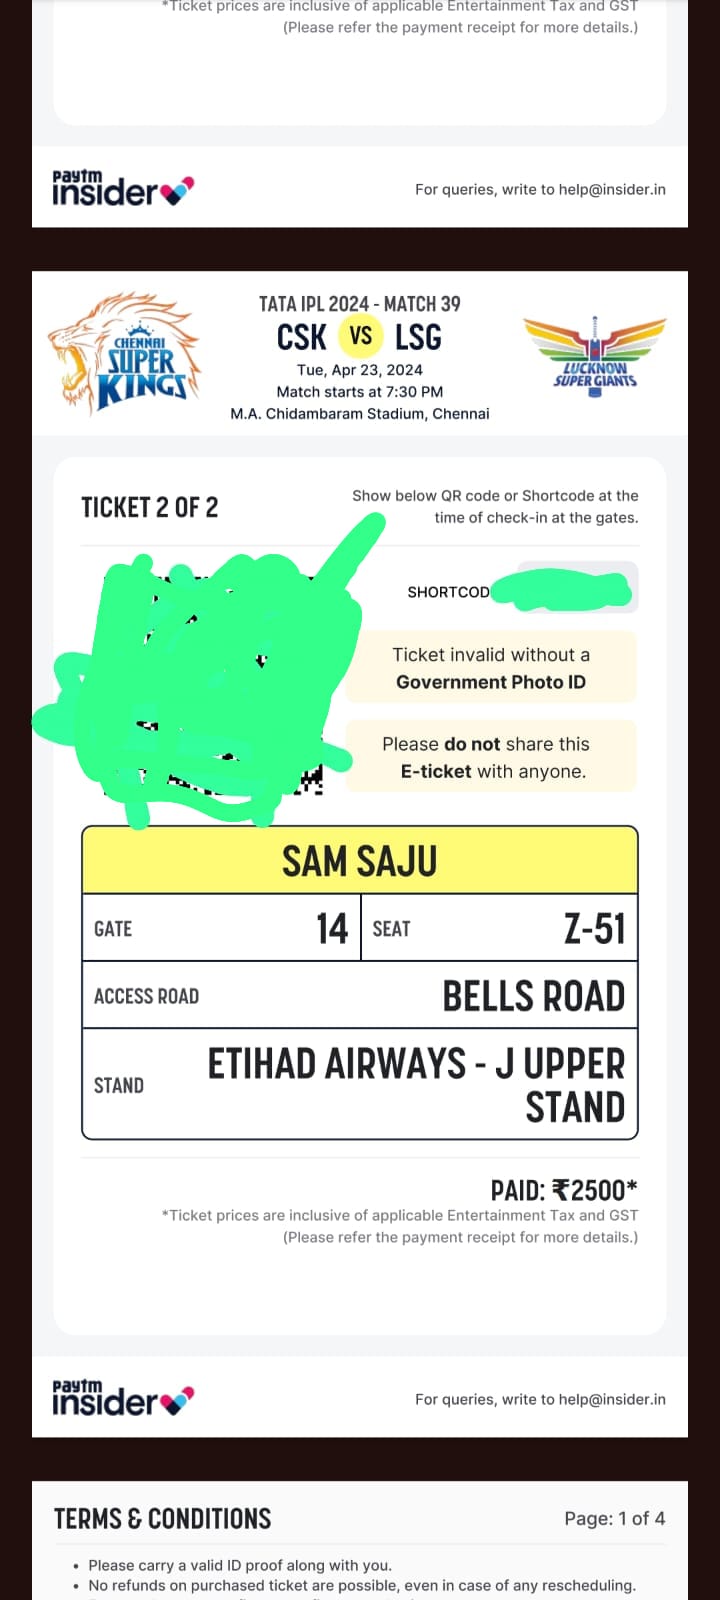 *Ticket prices are inclusive of applicable Entertainment Tax and GST
(Please refer the payment receipt for more details.)
paytm
insider
For queries, write to help@insider.in
CHENNAI
SUPER
KINGS
TATA IPL 2024 - MATCH 39
CSK VS LSG
Tue, Apr 23, 2024
Match starts at 7:30 PM
M.A. Chidambaram Stadium, Chennai
LUCKNOW
SUPER GIANTS
TICKET 2 OF 2
Show below QR code or Shortcode at the
time of check-in at the gates.
SHORTCOD
Ticket invalid without a
Government Photo ID
Please do not share this
E-ticket with anyone.
SAM SAJU
GATE 14 SEAT Z-51
ACCESS ROAD BELLS ROAD
STAND ETIHAD AIRWAYS - J UPPER
STAND
PAID: ₹2500*
*Ticket prices are inclusive of applicable Entertainment Tax and GST
(Please refer the payment receipt for more details.)
paytm
insider
For queries, write to help@insider.in
TERMS & CONDITIONS
Page: 1 of 4
• Please carry a valid ID proof along with you.
• No refunds on purchased ticket are possible, even in case of any rescheduling.